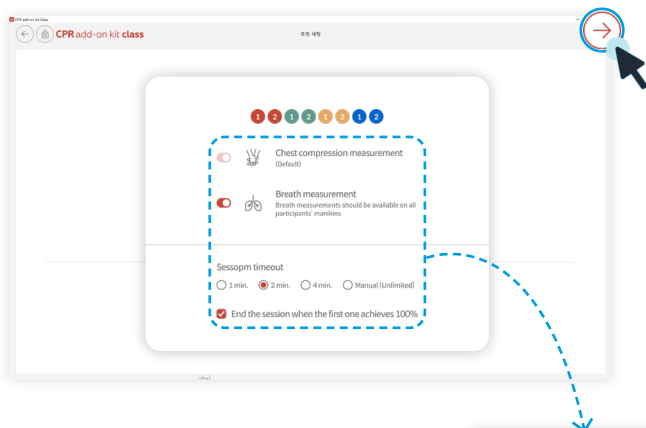 CPR add-on kit Class
CPR add-on kit class
측정 세팅
1 2 1 2 1 2 1 2
Chest compression measurement
(Default)
Breath measurement
Breath measurements should be available on all
participants' manikins
Sessopm timeout
1 min. 2 min. 4 min. Manual (Unlimited)
End the session when the first one achieves 100%